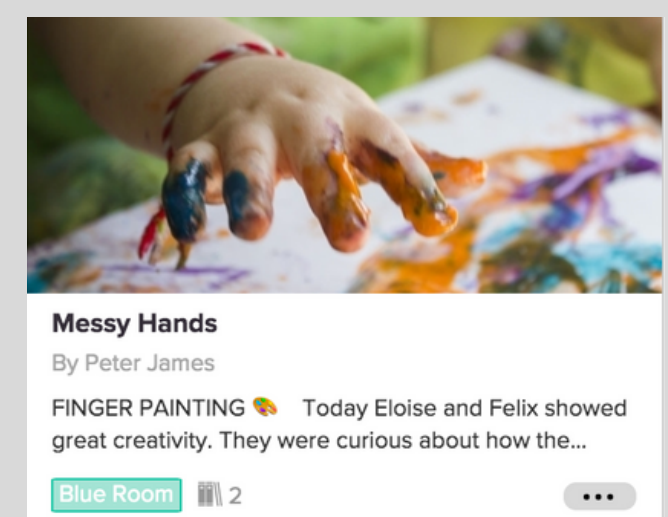 Messy Hands
By Peter James
FINGER PAINTING 🎨 Today Eloise and Felix showed
great creativity. They were curious about how the...
Blue Room 2